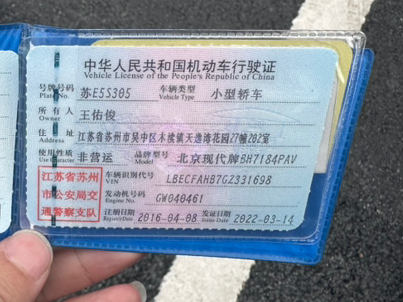 中华人民共和国机动车行驶证
Vehicle License of the People's Republic of China
号牌号码 苏E5S305 车辆类型 小型轿车
Plate No. Vehicle Type
所有人 王佑俊
Owner
住址 江苏省苏州市吴中区木渎镇天逸湾花园27幢202室
Address
使用性质 非营运 品牌型号 北京现代牌BH7184PAV
Use Character Model
江苏省苏州市公安局交通警察支队
车辆识别代号 LBECFAHB7GZ331698
VIN
发动机号码 GW040461
Engine No.
注册日期 2016-04-08 发证日期 2022-03-14
Register Date Issue Date